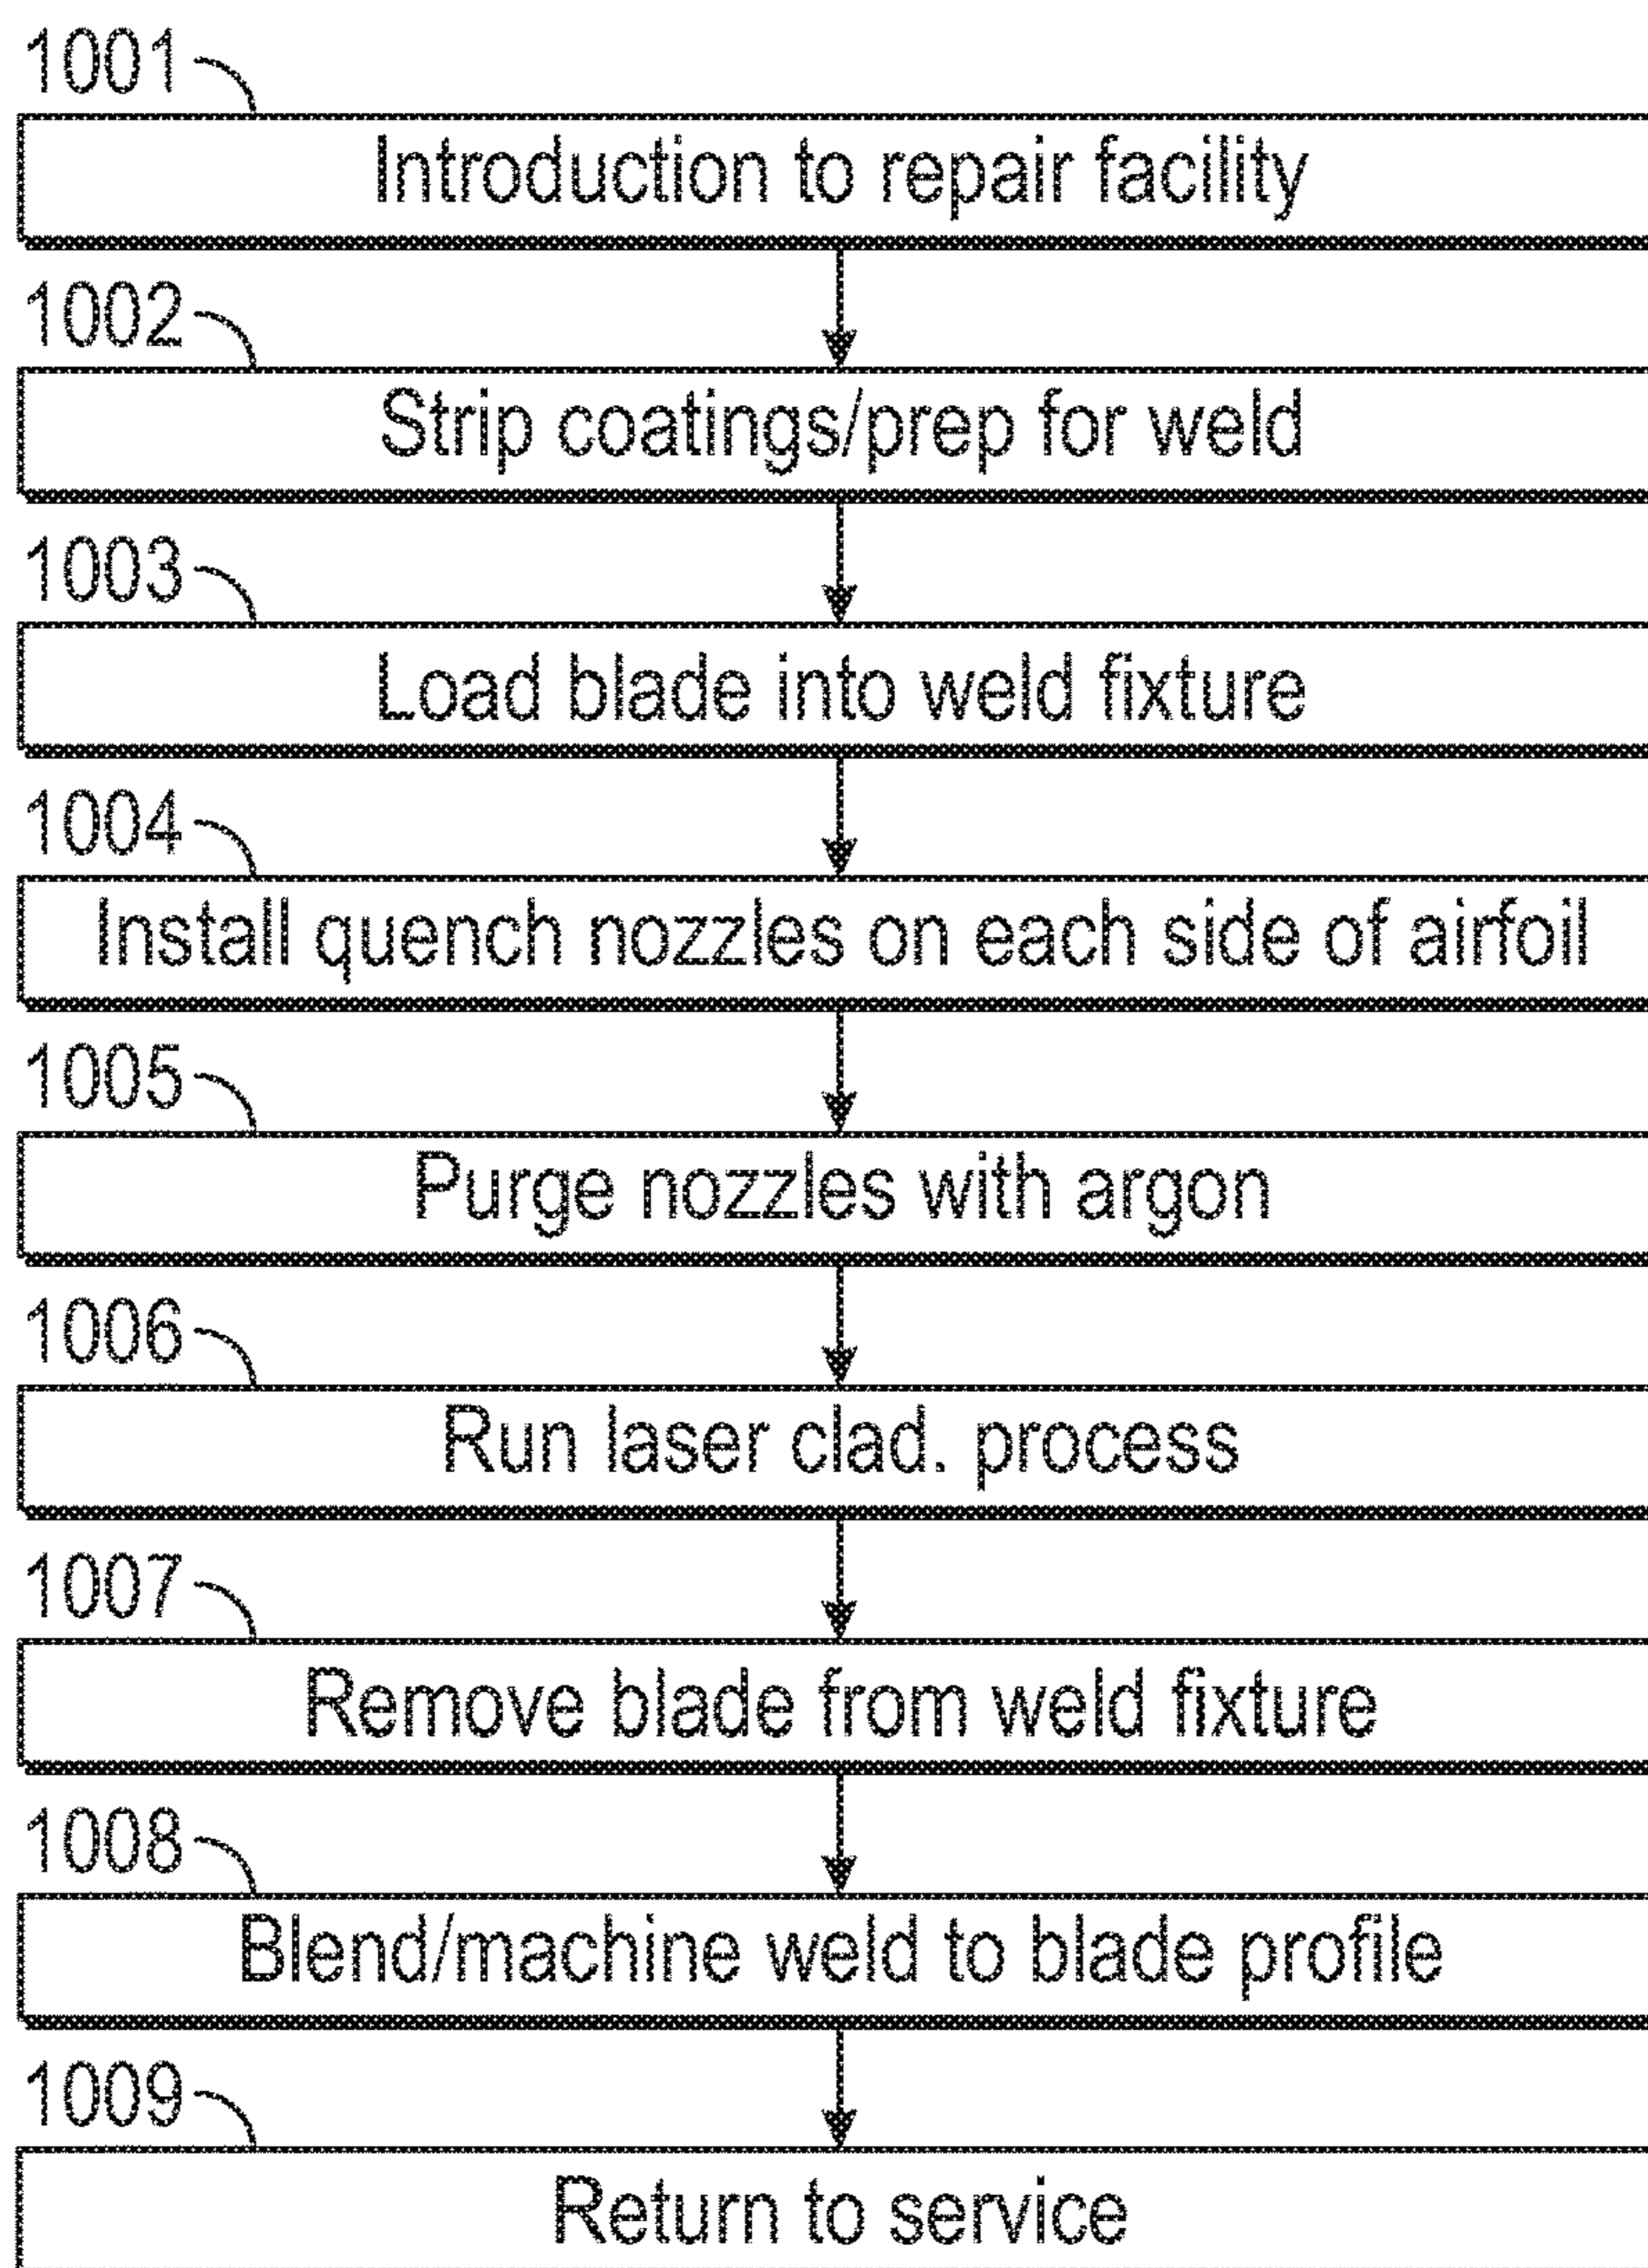 1001
Introduction to repair facility
1002
Strip coatings/prep for weld
1003
Load blade into weld fixture
1004
Install quench nozzles on each side of airfoil
1005
Purge nozzles with argon
1006
Run laser clad. process
1007
Remove blade from weld fixture
1008
Blend/machine weld to blade profile
1009
Return to service